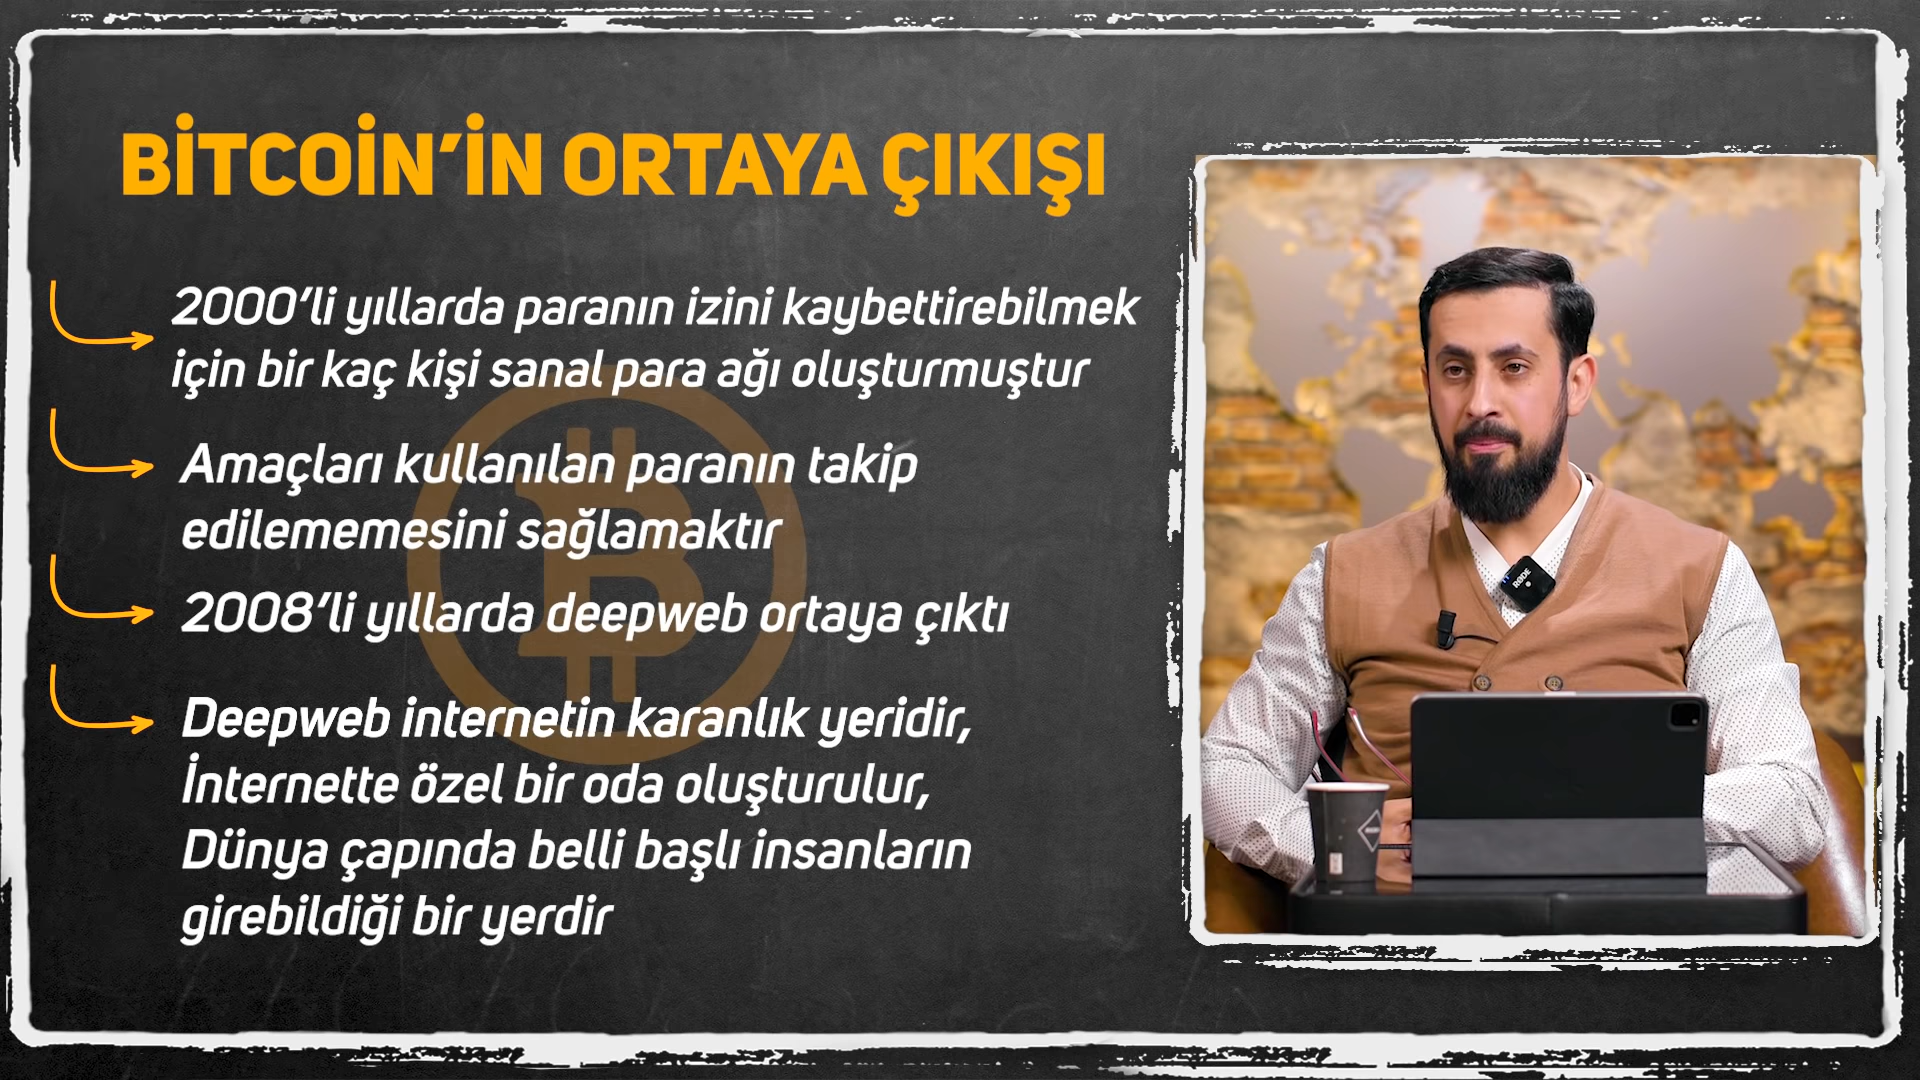 BİTCOİN’İN ORTAYA ÇIKIŞI
2000’li yıllarda paranın izini kaybettirebilmek
için bir kaç kişi sanal para ağı oluşturmuştur
Amaçları kullanılan paranın takip
edilememesini sağlamaktır
2008’li yıllarda deepweb ortaya çıktı
Deepweb internetin karanlık yeridir,
İnternette özel bir oda oluşturulur,
Dünya çapında belli başlı insanların
girebildiği bir yerdir
RØDE